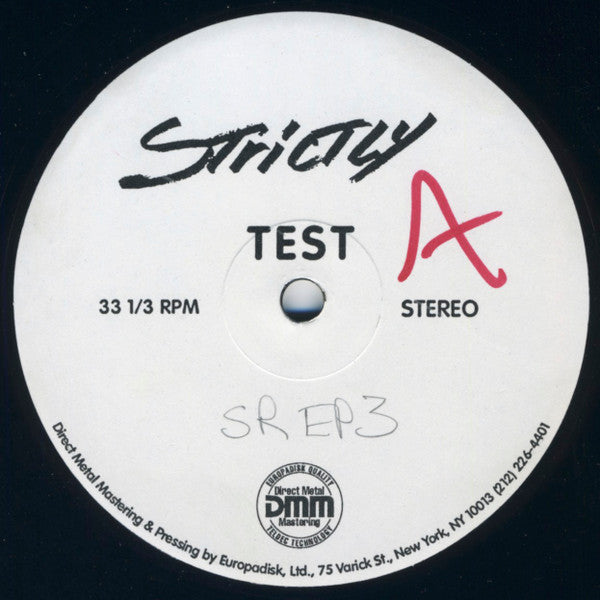 Strictly
A
TEST
33 1/3 RPM
STEREO
SR EP3
EUROPADISK QUALITY
Direct Metal
DMM
Mastering
TELDEC TECHNOLOGY
Direct Metal Mastering & Pressing by Europadisk, Ltd., 75 Varick St., New York, NY 10013 (212) 226-4401